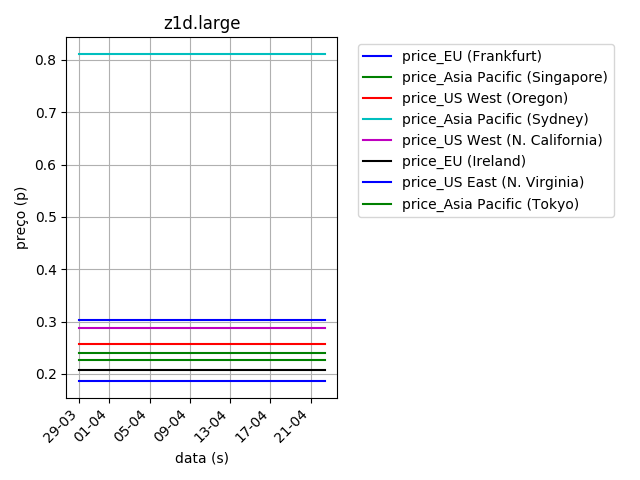 z1d.large
0.8
0.7
0.6
0.5
0.4
0.3
0.2
preço (p)
29-03
01-04
05-04
09-04
13-04
17-04
21-04
data (s)
price_EU (Frankfurt)
price_Asia Pacific (Singapore)
price_US West (Oregon)
price_Asia Pacific (Sydney)
price_US West (N. California)
price_EU (Ireland)
price_US East (N. Virginia)
price_Asia Pacific (Tokyo)